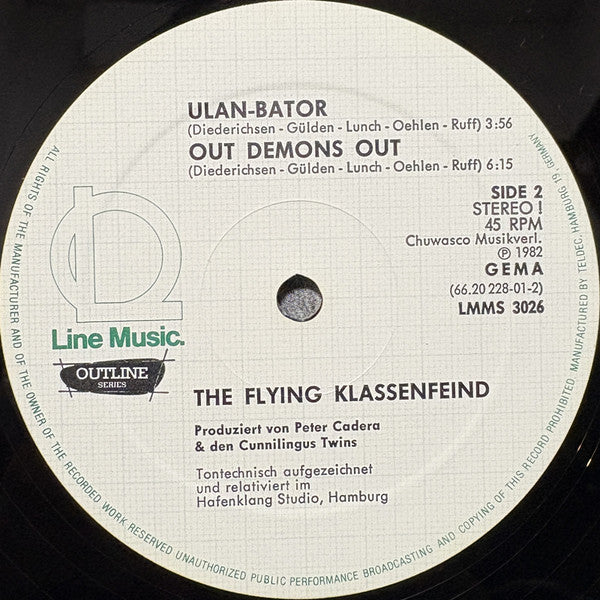 ULAN-BATOR
(Diederichsen - Gülden - Lunch - Oehlen - Ruff) 3:56
OUT DEMONS OUT
(Diederichsen - Gülden - Lunch - Oehlen - Ruff) 6:15
SIDE 2
STEREO!
45 RPM
Chuwasco Musikverl.
℗ 1982
GEMA
(66.20 228-01-2)
LMMS 3026
Line Music.
OUTLINE
SERIES
THE FLYING KLASSENFEIND
Produziert von Peter Cadera
& den Cunnilingus Twins
Tontechnisch aufgezeichnet
und relativiert im
Hafenklang Studio, Hamburg
ALL RIGHTS OF THE MANUFACTURER AND OF THE OWNER OF THE RECORDED WORK RESERVED UNAUTHORIZED PUBLIC PERFORMANCE BROADCASTING AND COPYING OF THIS RECORD PROHIBITED. MANUFACTURED BY TELDEC, HAMBURG 19, GERMANY